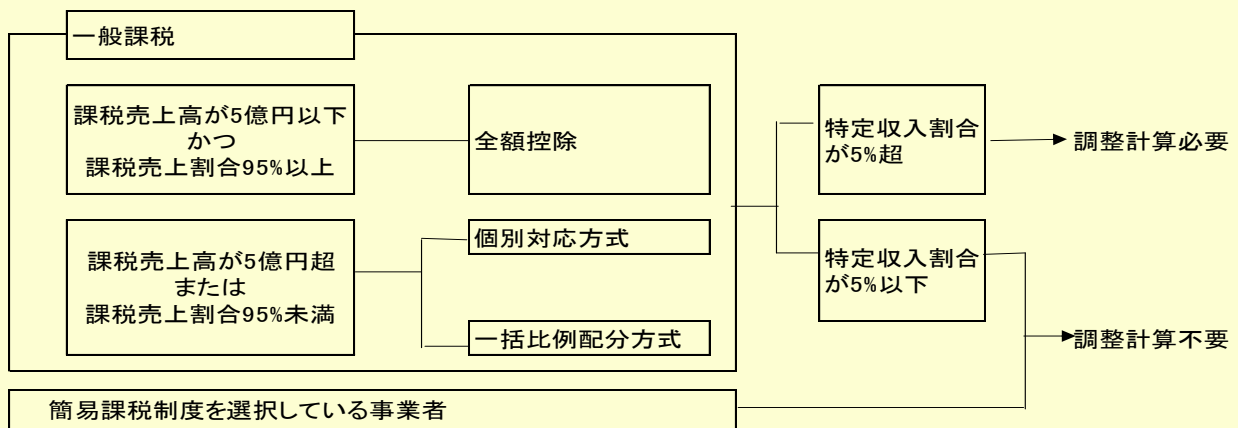 一般課税
課税売上高が5億円以下
かつ
課税売上割合95%以上
全額控除
課税売上高が5億円超
または
課税売上割合95%未満
個別対応方式
一括比例配分方式
特定収入割合
が5%超
調整計算必要
特定収入割合
が5%以下
調整計算不要
簡易課税制度を選択している事業者